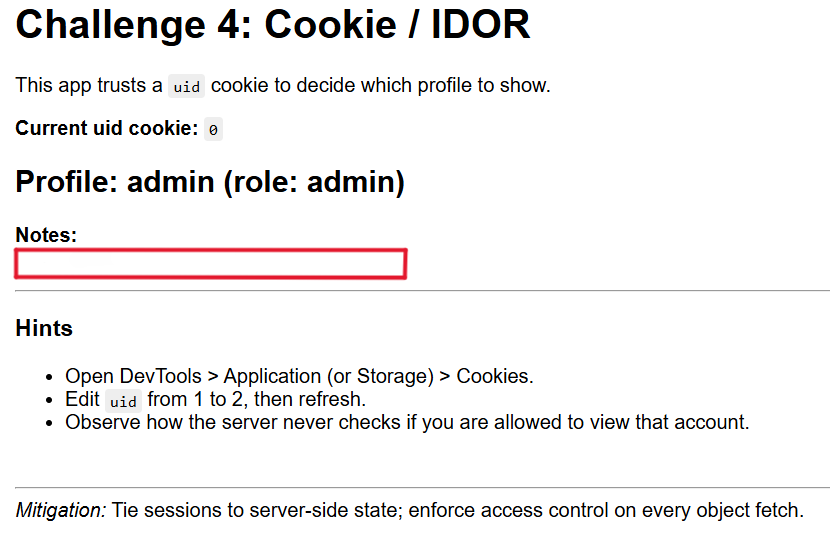 Challenge 4: Cookie / IDOR
This app trusts a uid cookie to decide which profile to show.
Current uid cookie: 0
Profile: admin (role: admin)
Notes:
Hints
• Open DevTools > Application (or Storage) > Cookies.
• Edit uid from 1 to 2, then refresh.
• Observe how the server never checks if you are allowed to view that account.
Mitigation: Tie sessions to server-side state; enforce access control on every object fetch.